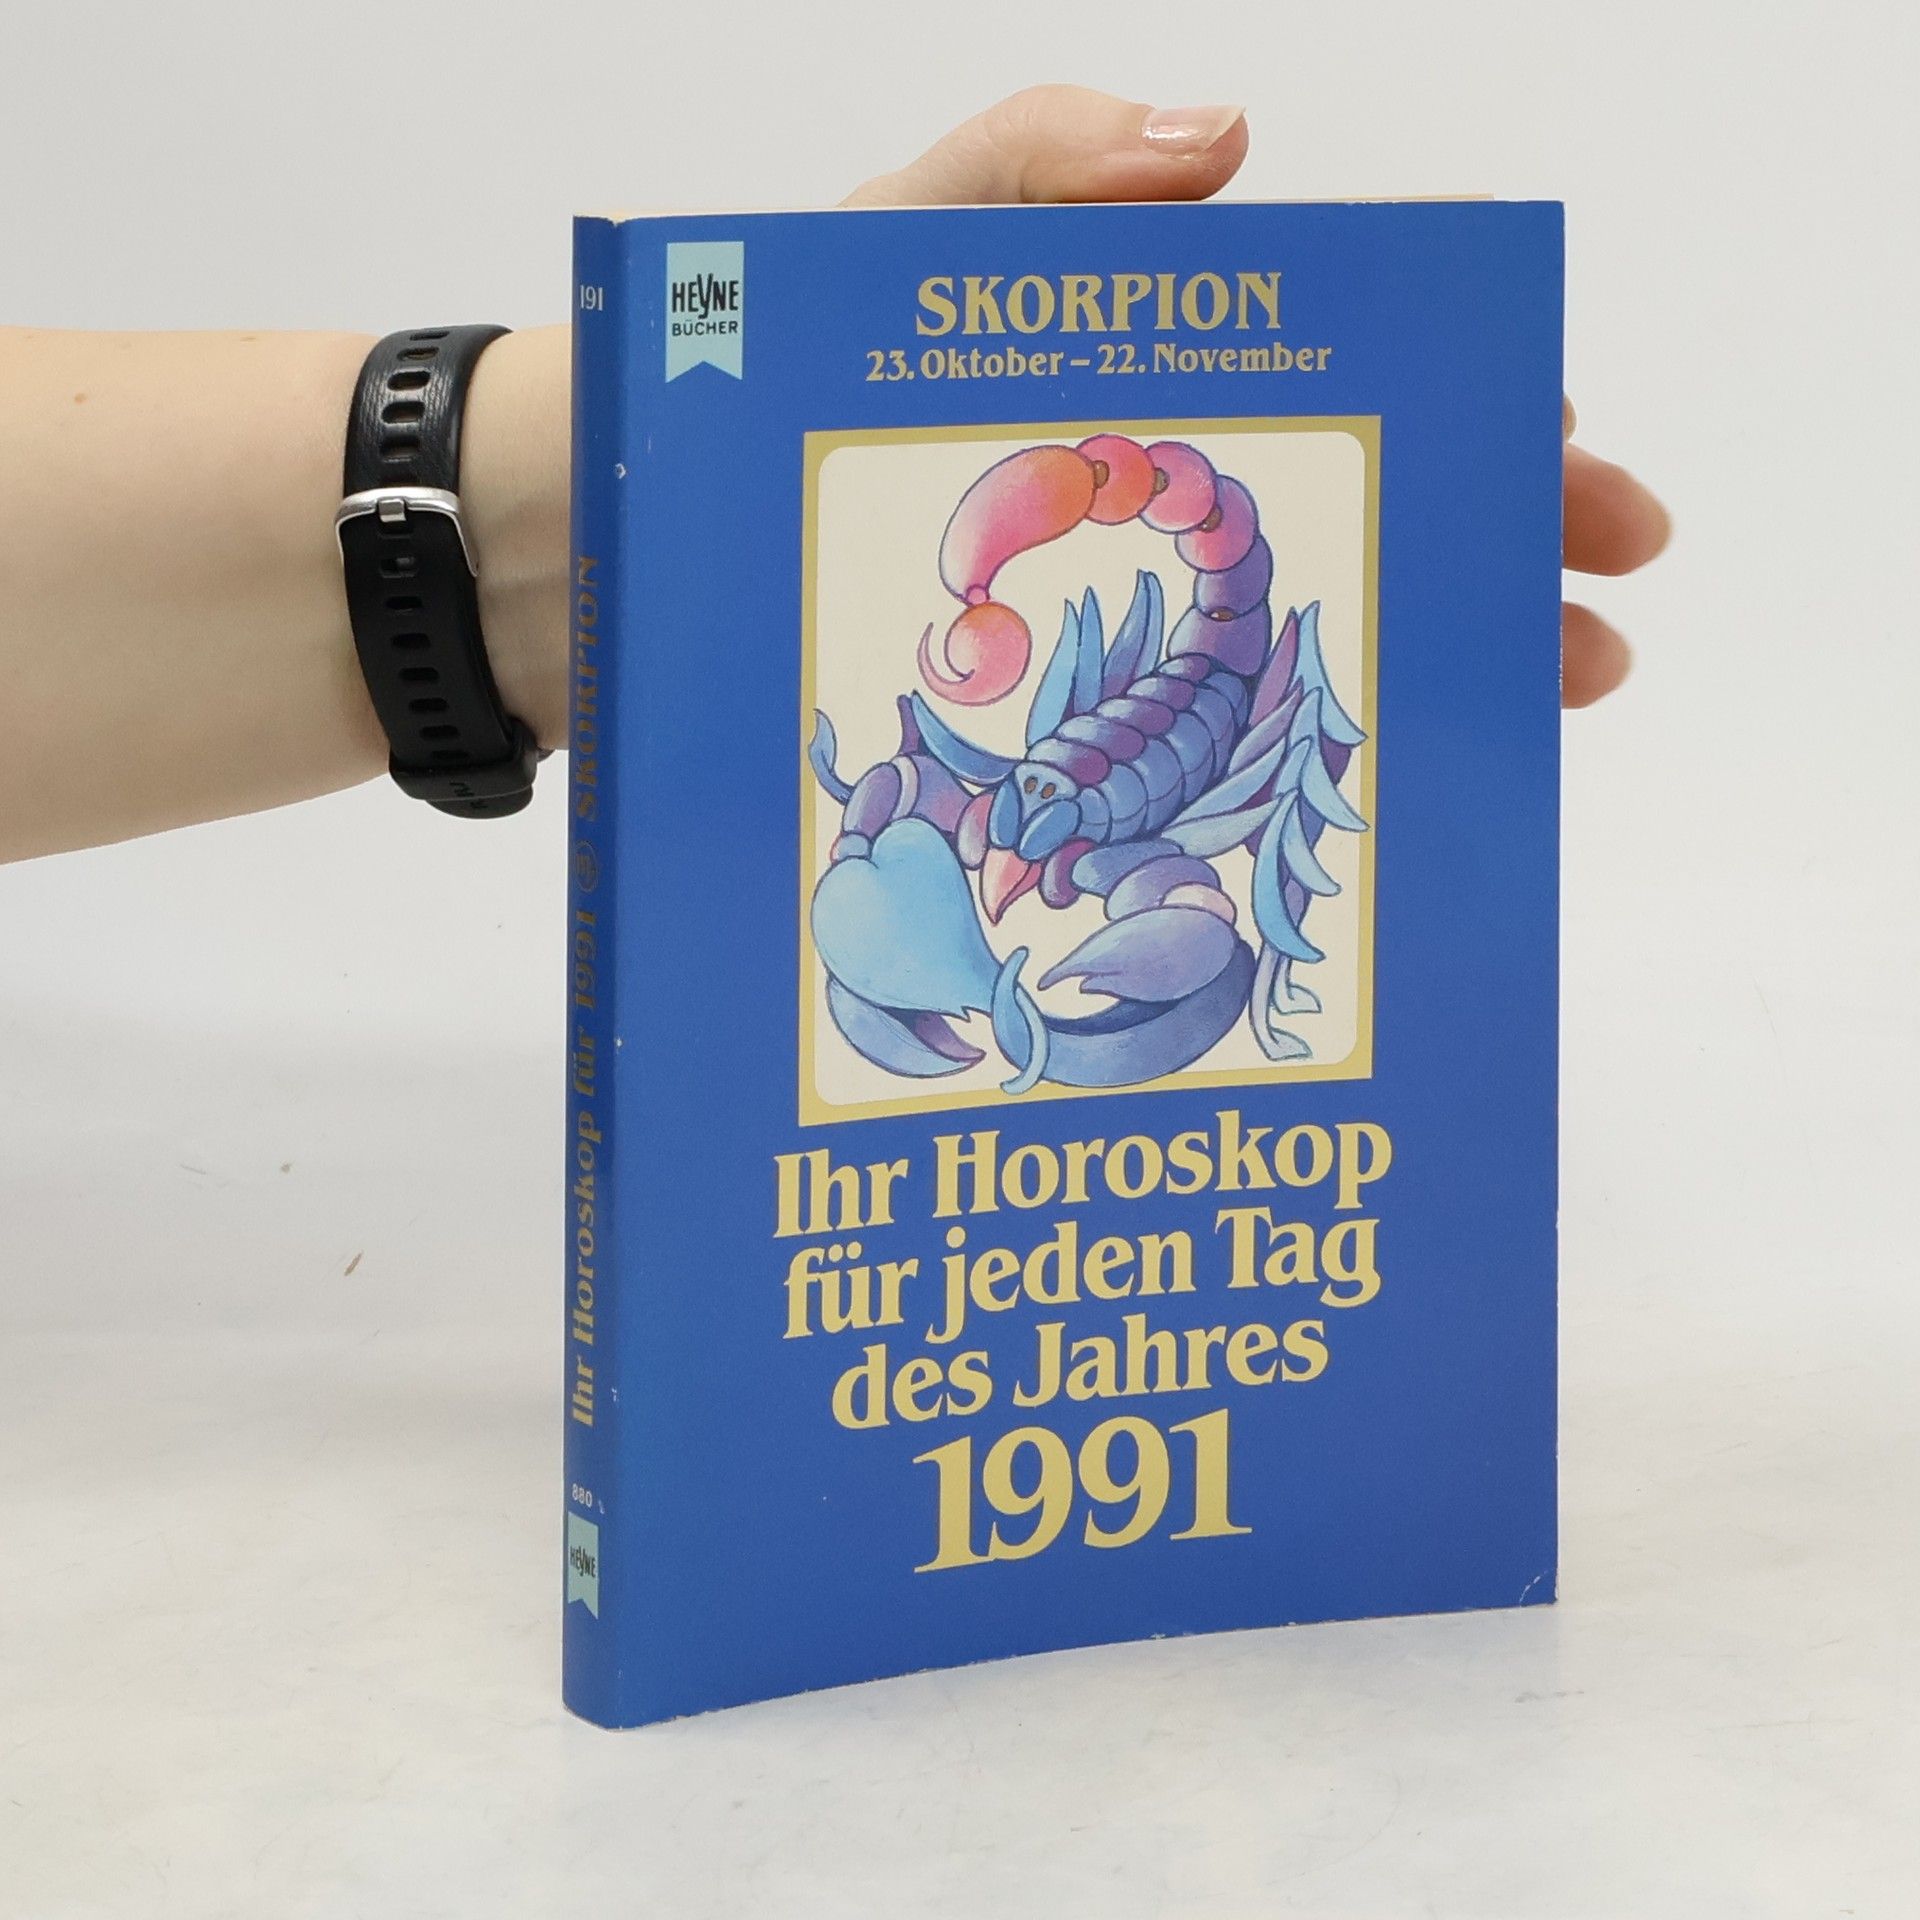 191
SKORPION
Ihr Horoskop für 1991
880
HEYNE
HEYNE
BÜCHER
SKORPION
23. Oktober – 22. November
Ihr Horoskop
für jeden Tag
des Jahres
1991